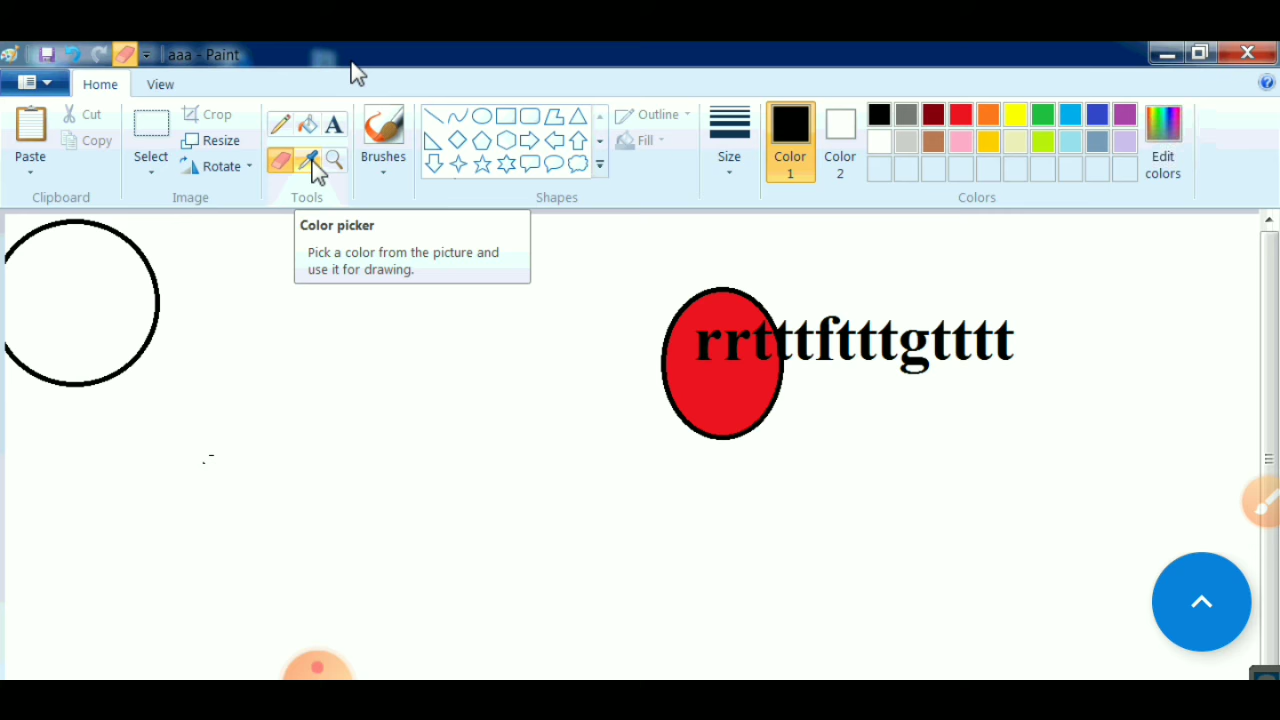 aaa - Paint
Home View
Paste
Cut
Copy
Clipboard
Select
Crop
Resize
Rotate
Image
A
Tools
Brushes
Shapes
Outline
Fill
Size
Color 1
Color 2
Edit colors
Colors
Color picker
Pick a color from the picture and
use it for drawing.
rrtttftttgtttt